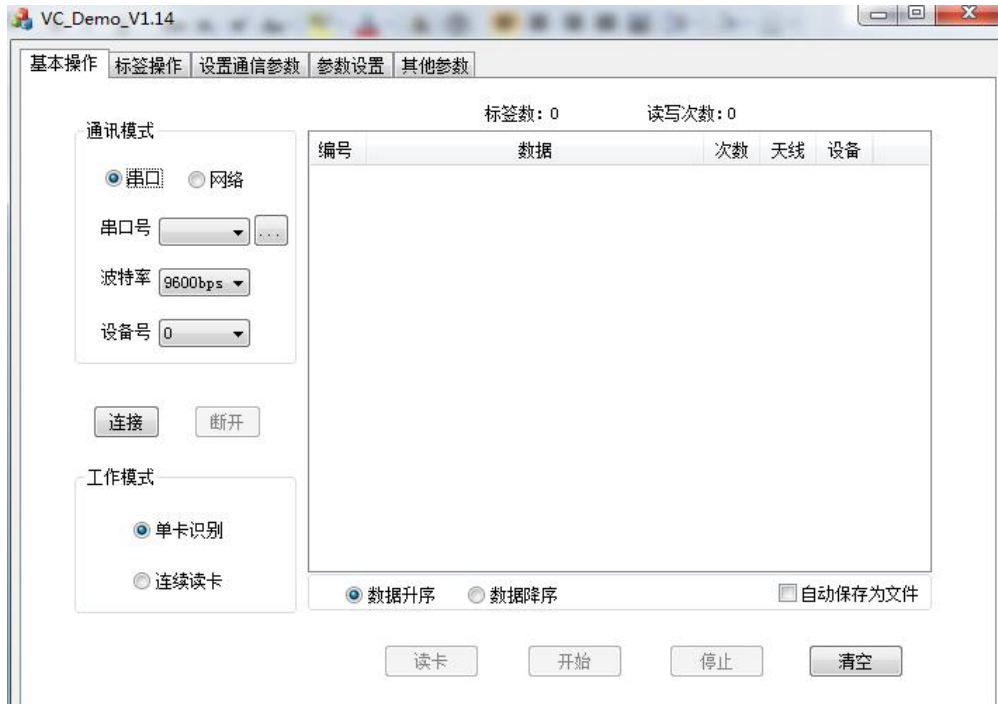 VC_Demo_V1.14
基本操作 标签操作 设置通信参数 参数设置 其他参数
标签数: 0 读写次数: 0
通讯模式
编号 数据 次数 天线 设备
串口 网络
串口号 ...
波特率 9600bps
设备号 0
连接 断开
工作模式
单卡识别
连续读卡
数据升序 数据降序 自动保存为文件
读卡 开始 停止 清空